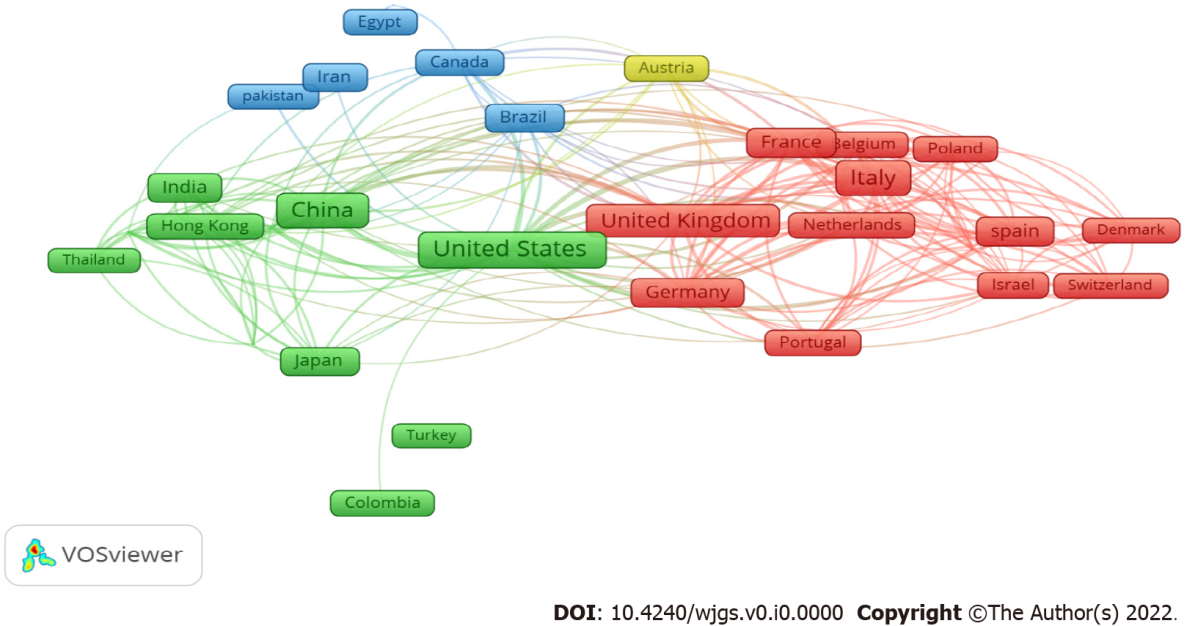 Egypt
Canada
Austria
Iran
pakistan
Brazil
France
Belgium
Poland
Italy
India
China
Hong Kong
United Kingdom
Netherlands
spain
Denmark
United States
Thailand
Germany
Israel
Switzerland
Portugal
Japan
Turkey
Colombia
VOSviewer
DOI: 10.4240/wjgs.v0.i0.0000 Copyright ©The Author(s) 2022.